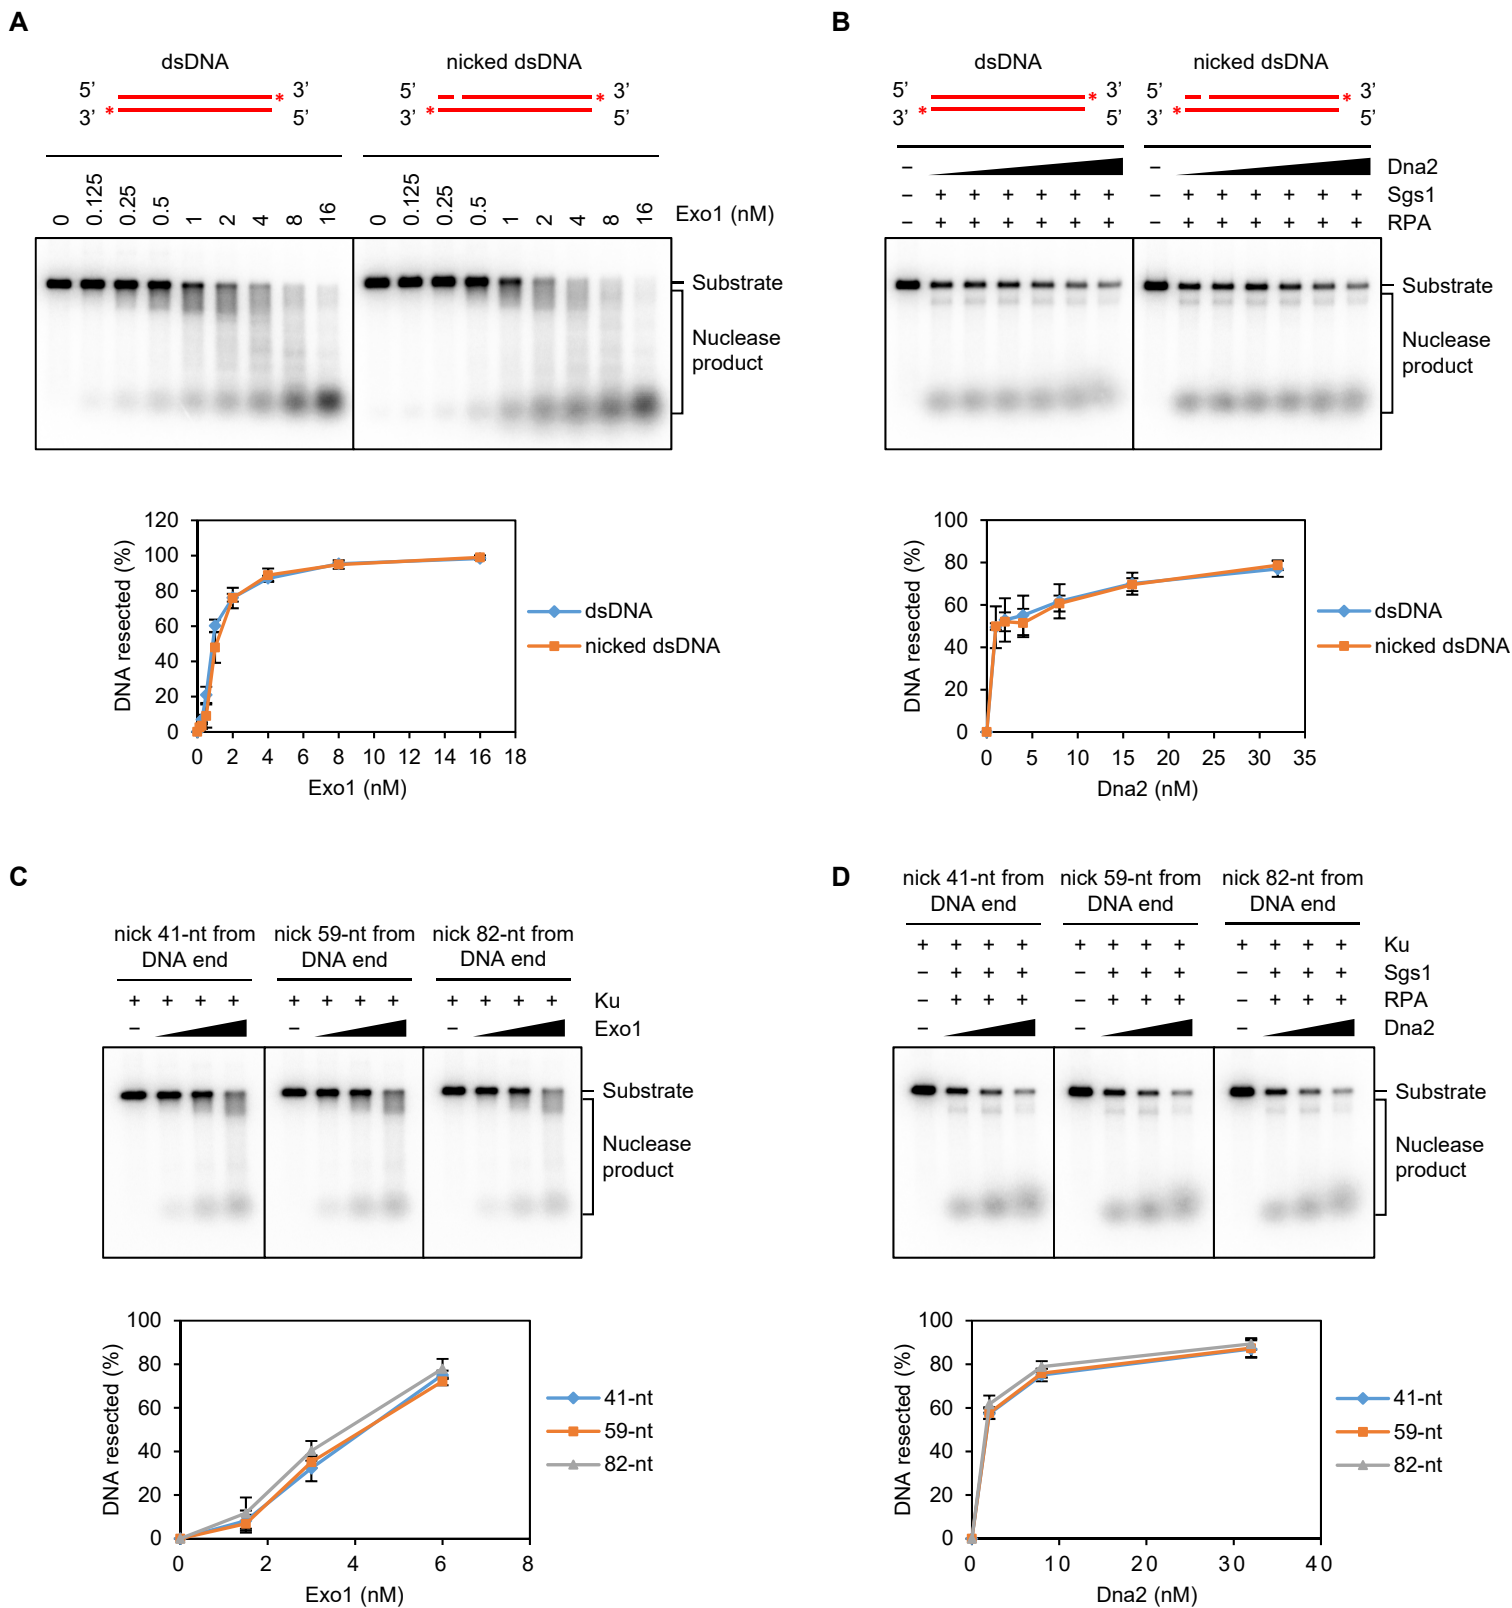 A
dsDNA
nicked dsDNA
5’ * 3’
3’ * 5’
5’ * 3’
3’ * 5’
0 0.125 0.25 0.5 1 2 4 8 16
0 0.125 0.25 0.5 1 2 4 8 16
Exo1 (nM)
Substrate
Nuclease
product
120
100
80
60
40
20
0
DNA resected (%)
0 2 4 6 8 10 12 14 16 18
Exo1 (nM)
dsDNA
nicked dsDNA
B
dsDNA
nicked dsDNA
5’ * 3’
3’ * 5’
5’ * 3’
3’ * 5’
– – Dna2
– + + + + + + – + + + + + + Sgs1
– + + + + + + – + + + + + + RPA
Substrate
Nuclease
product
100
80
60
40
20
0
DNA resected (%)
0 5 10 15 20 25 30 35
Dna2 (nM)
dsDNA
nicked dsDNA
C
nick 41-nt from
DNA end
nick 59-nt from
DNA end
nick 82-nt from
DNA end
+ + + + + + + + + + + + Ku
– – – Exo1
Substrate
Nuclease
product
100
80
60
40
20
0
DNA resected (%)
0 2 4 6 8
Exo1 (nM)
41-nt
59-nt
82-nt
D
nick 41-nt from
DNA end
nick 59-nt from
DNA end
nick 82-nt from
DNA end
+ + + + + + + + + + + + Ku
– + + + – + + + – + + + Sgs1
– + + + – + + + – + + + RPA
– – – Dna2
Substrate
Nuclease
product
100
80
60
40
20
0
DNA resected (%)
0 10 20 30 40
Dna2 (nM)
41-nt
59-nt
82-nt